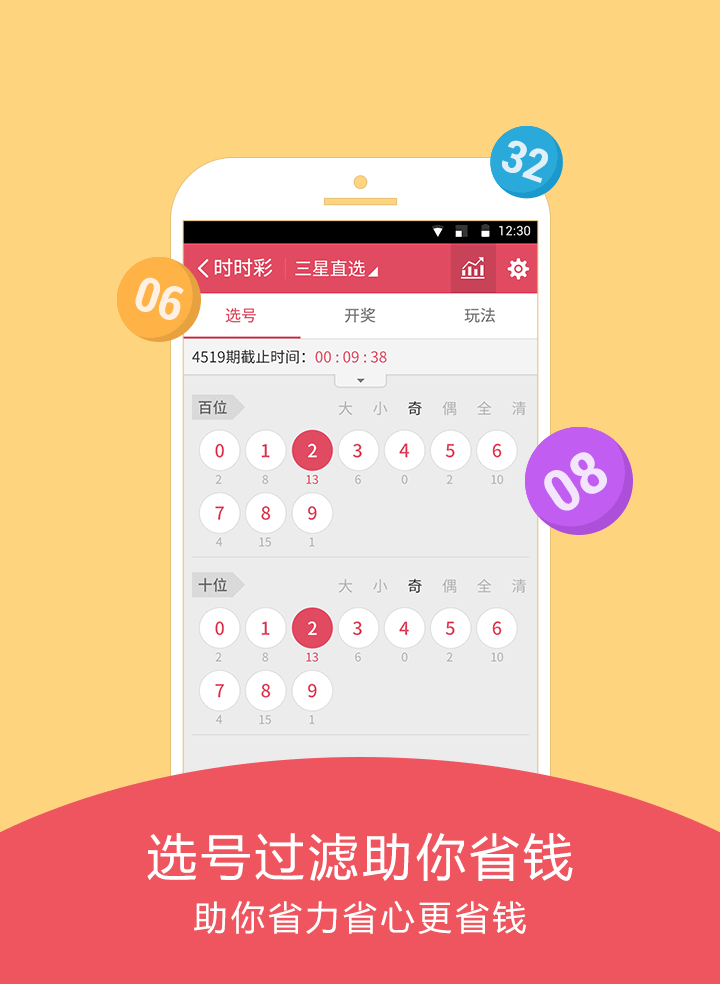 32
12:30
时时彩 三星直选
06
选号 开奖 玩法
4519期截止时间: 00 : 09 : 38
百位 大 小 奇 偶 全 清
0 1 2 3 4 5 6
2 8 13 6 0 2 10
08
7 8 9
4 15 1
十位 大 小 奇 偶 全 清
0 1 2 3 4 5 6
2 8 13 6 0 2 10
7 8 9
4 15 1
选号过滤助你省钱
助你省力省心更省钱